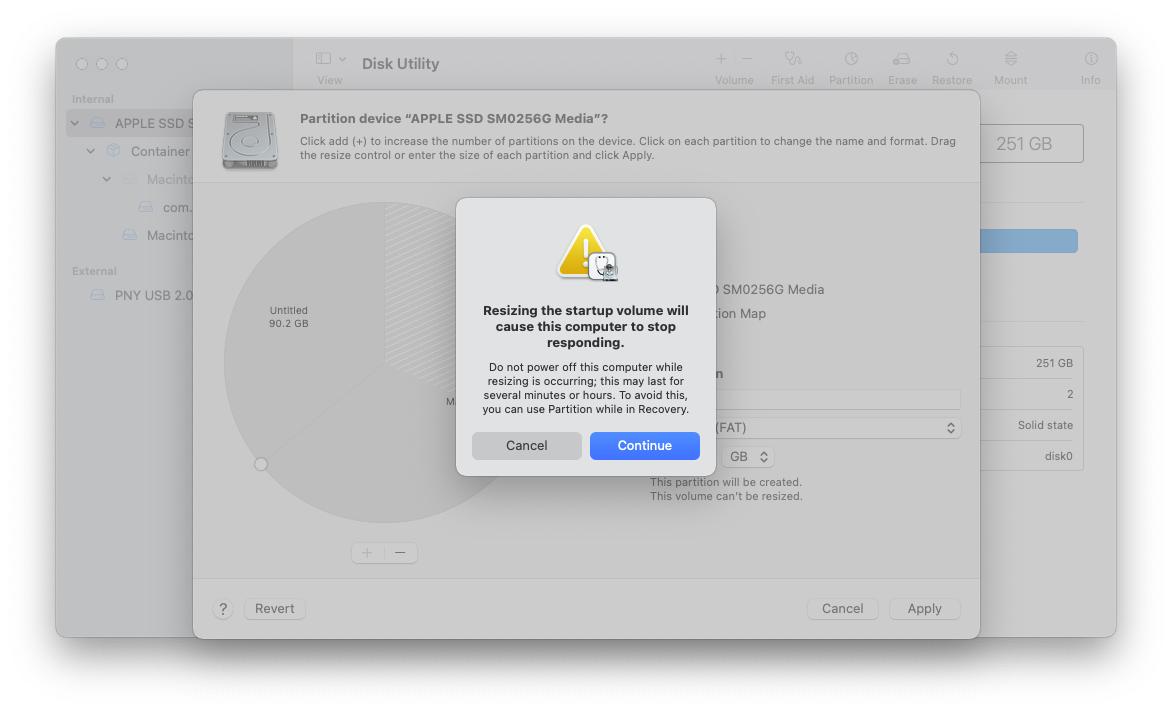 Disk Utility
View
Volume
First Aid
Partition
Erase
Restore
Mount
Info
Internal
APPLE SSD S
Container
Macinto
com.
Macinto
External
PNY USB 2.0
Partition device “APPLE SSD SM0256G Media”?
Click add (+) to increase the number of partitions on the device. Click on each partition to change the name and format. Drag
the resize control or enter the size of each partition and click Apply.
251 GB
Untitled
90.2 GB
M
SM0256G Media
ion Map
n
(FAT)
GB
This partition will be created.
This volume can't be resized.
251 GB
2
Solid state
disk0
Resizing the startup volume will
cause this computer to stop
responding.
Do not power off this computer while
resizing is occurring; this may last for
several minutes or hours. To avoid this,
you can use Partition while in Recovery.
Cancel
Continue
+ −
?
Revert
Cancel
Apply